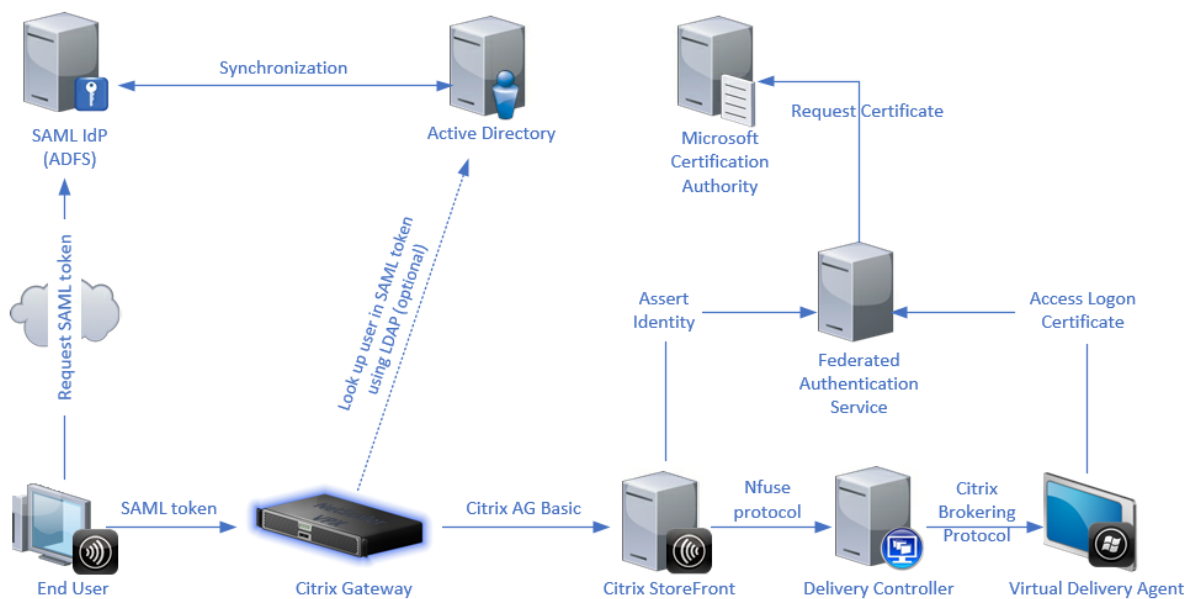 Synchronization
SAML IdP
(ADFS)
Active Directory
Request Certificate
Microsoft
Certification
Authority
Request SAML token
Look up user in SAML token
using LDAP (optional)
Assert
Identity
Access Logon
Certificate
Federated
Authentication
Service
SAML token
Citrix AG Basic
Nfuse
protocol
Citrix
Brokering
Protocol
End User
Citrix Gateway
Citrix StoreFront
Delivery Controller
Virtual Delivery Agent